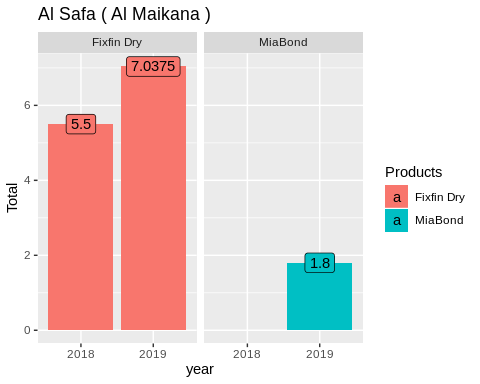 Al Safa ( Al Maikana )
Fixfin Dry
MiaBond
7.0375
5.5
1.8
6
4
2
0
Total
2018
2019
2018
2019
year
Products
a Fixfin Dry
a MiaBond